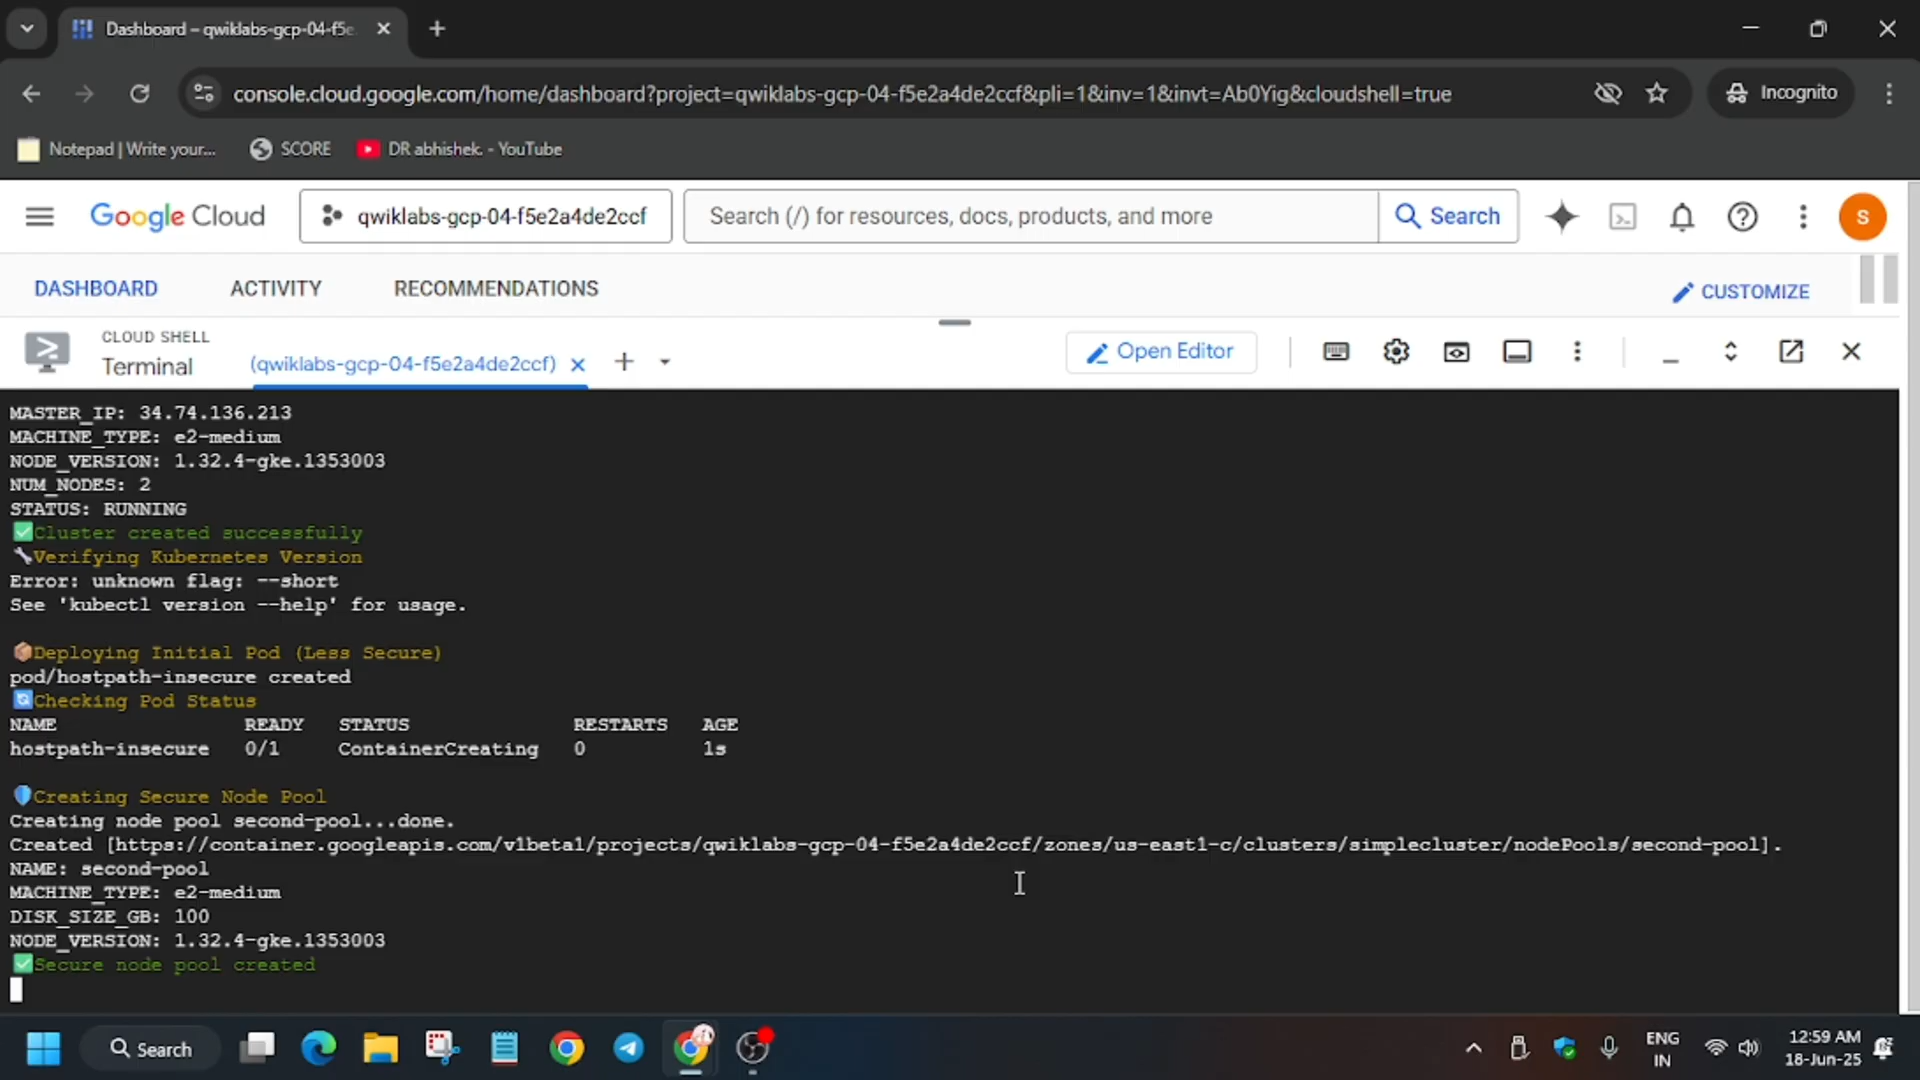 Dashboard – qwiklabs-gcp-04-f5e
console.cloud.google.com/home/dashboard?project=qwiklabs-gcp-04-f5e2a4de2ccf&pli=1&inv=1&invt=Ab0Yig&cloudshell=true
Incognito
Notepad | Write your...
SCORE
DR abhishek. - YouTube
Google Cloud
qwiklabs-gcp-04-f5e2a4de2ccf
Search (/) for resources, docs, products, and more
Search
S
DASHBOARD
ACTIVITY
RECOMMENDATIONS
CUSTOMIZE
CLOUD SHELL
Terminal
(qwiklabs-gcp-04-f5e2a4de2ccf)
Open Editor
MASTER_IP: 34.74.136.213
MACHINE_TYPE: e2-medium
NODE_VERSION: 1.32.4-gke.1353003
NUM_NODES: 2
STATUS: RUNNING
✅Cluster created successfully
🔧Verifying Kubernetes Version
Error: unknown flag: --short
See 'kubectl version --help' for usage.
📦Deploying Initial Pod (Less Secure)
pod/hostpath-insecure created
🔄Checking Pod Status
NAME READY STATUS RESTARTS AGE
hostpath-insecure 0/1 ContainerCreating 0 1s
🛡Creating Secure Node Pool
Creating node pool second-pool...done.
Created [https://container.googleapis.com/v1beta1/projects/qwiklabs-gcp-04-f5e2a4de2ccf/zones/us-east1-c/clusters/simplecluster/nodePools/second-pool].
NAME: second-pool
MACHINE_TYPE: e2-medium
DISK_SIZE_GB: 100
NODE_VERSION: 1.32.4-gke.1353003
✅Secure node pool created
Search
ENG
IN
12:59 AM
18-Jun-25